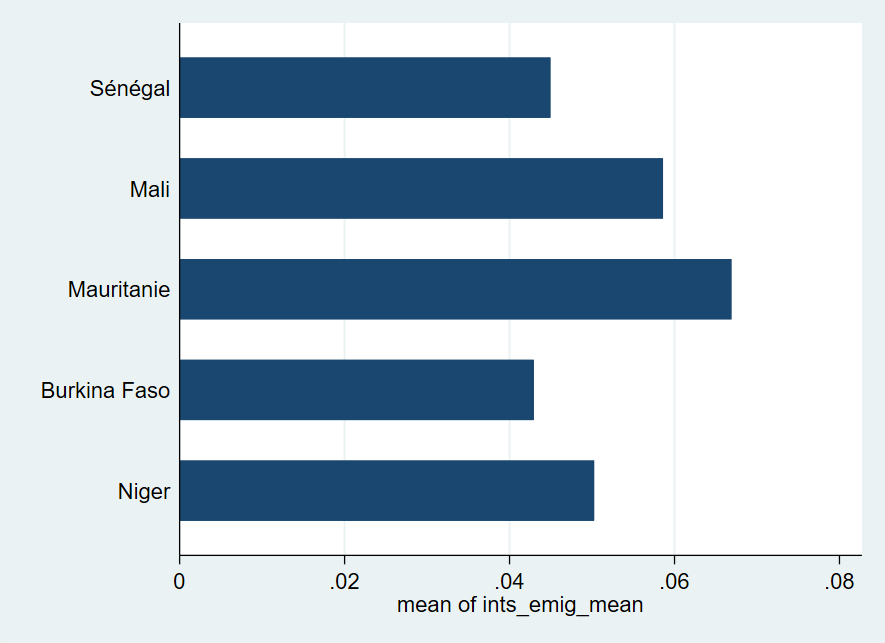 Sénégal
Mali
Mauritanie
Burkina Faso
Niger
0 .02 .04 .06 .08
mean of ints_emig_mean